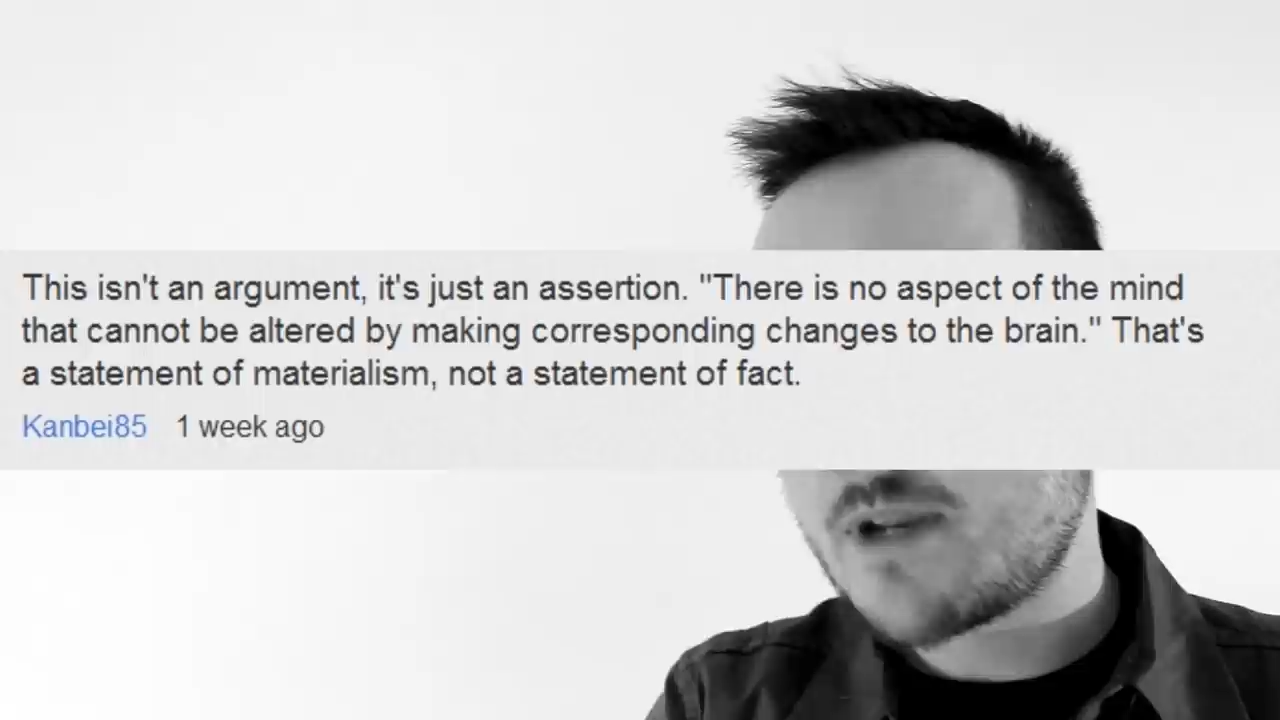 This isn't an argument, it's just an assertion. "There is no aspect of the mind
that cannot be altered by making corresponding changes to the brain." That's
a statement of materialism, not a statement of fact.
Kanbei85 1 week ago